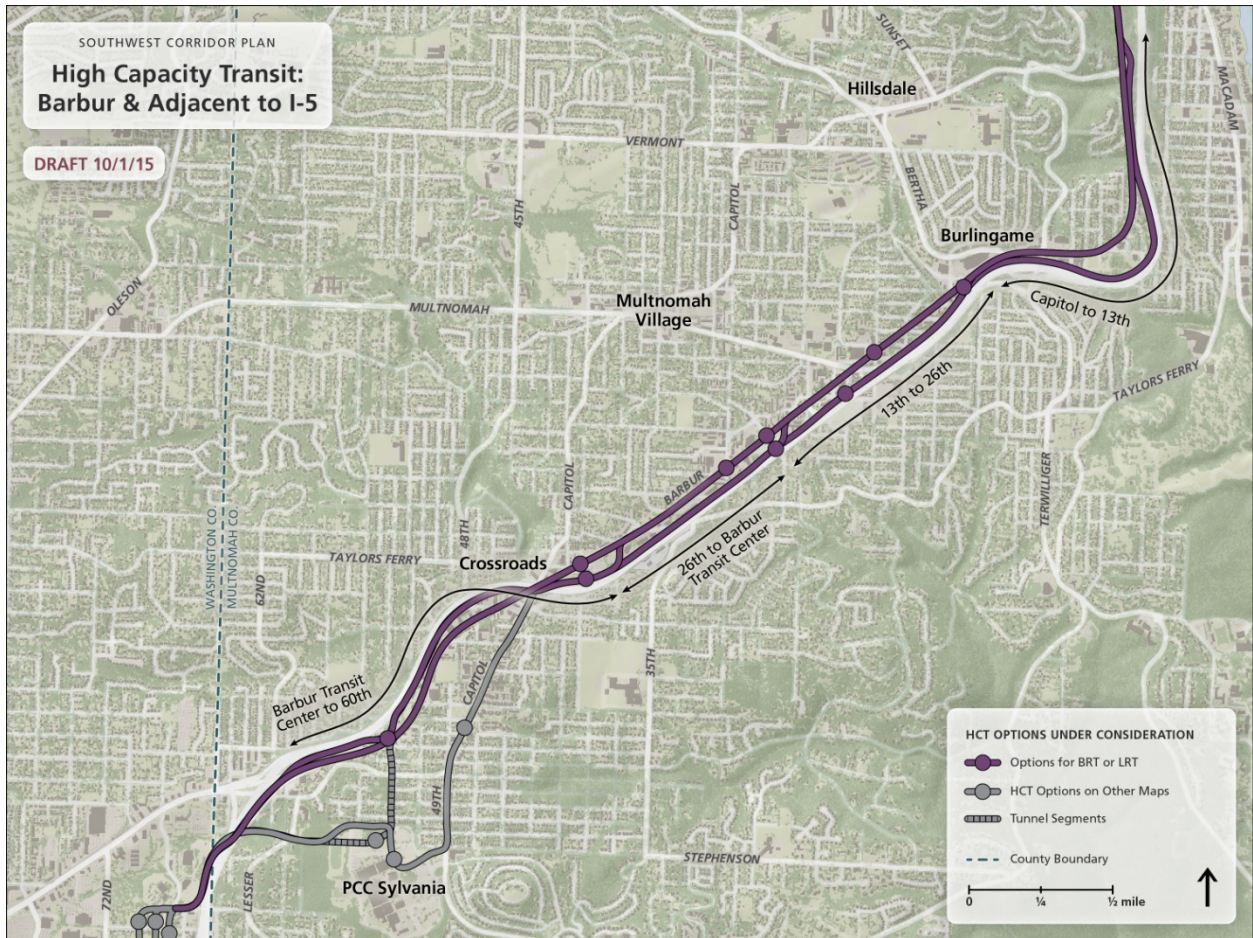 SOUTHWEST CORRIDOR PLAN
High Capacity Transit:
Barbur & Adjacent to I-5
DRAFT 10/1/15
SUNSET
Hillsdale
MACADAM
VERMONT
CAPITOL
BERTHA
45TH
Burlingame
OLESON
MULTNOMAH
Multnomah
Village
Capitol to 13th
TAYLORS FERRY
13th to 26th
BARBUR
CAPITOL
TERWILLIGER
48TH
26th to Barbur
Transit Center
TAYLORS FERRY
Crossroads
WASHINGTON CO.
MULTNOMAH CO.
62ND
35TH
CAPITOL
Barbur Transit
Center to 60th
49TH
STEPHENSON
PCC Sylvania
LESSER
72ND
HCT OPTIONS UNDER CONSIDERATION
Options for BRT or LRT
HCT Options on Other Maps
Tunnel Segments
County Boundary
0 ¼ ½ mile